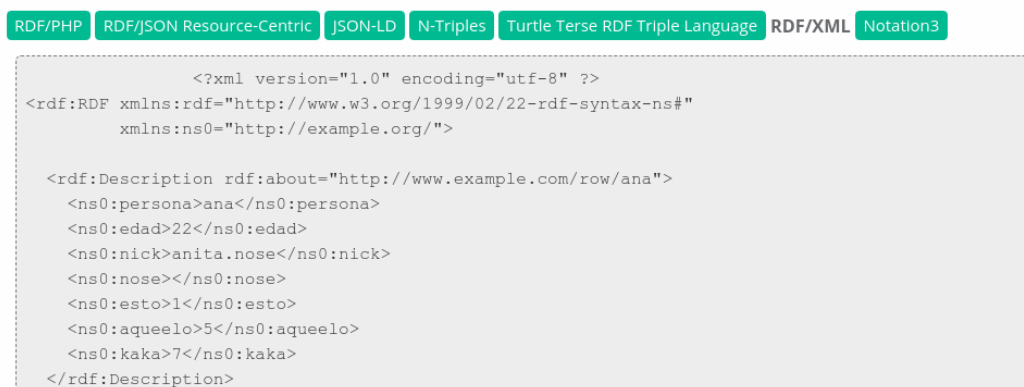 RDF/PHP RDF/JSON Resource-Centric JSON-LD N-Triples Turtle Terse RDF Triple Language RDF/XML Notation3
<?xml version="1.0" encoding="utf-8" ?>
<rdf:RDF xmlns:rdf="http://www.w3.org/1999/02/22-rdf-syntax-ns#"
xmlns:ns0="http://example.org/">
<rdf:Description rdf:about="http://www.example.com/row/ana">
<ns0:persona>ana</ns0:persona>
<ns0:edad>22</ns0:edad>
<ns0:nick>anita.nose</ns0:nick>
<ns0:nose></ns0:nose>
<ns0:esto>1</ns0:esto>
<ns0:aqueelo>5</ns0:aqueelo>
<ns0:kaka>7</ns0:kaka>
</rdf:Description>